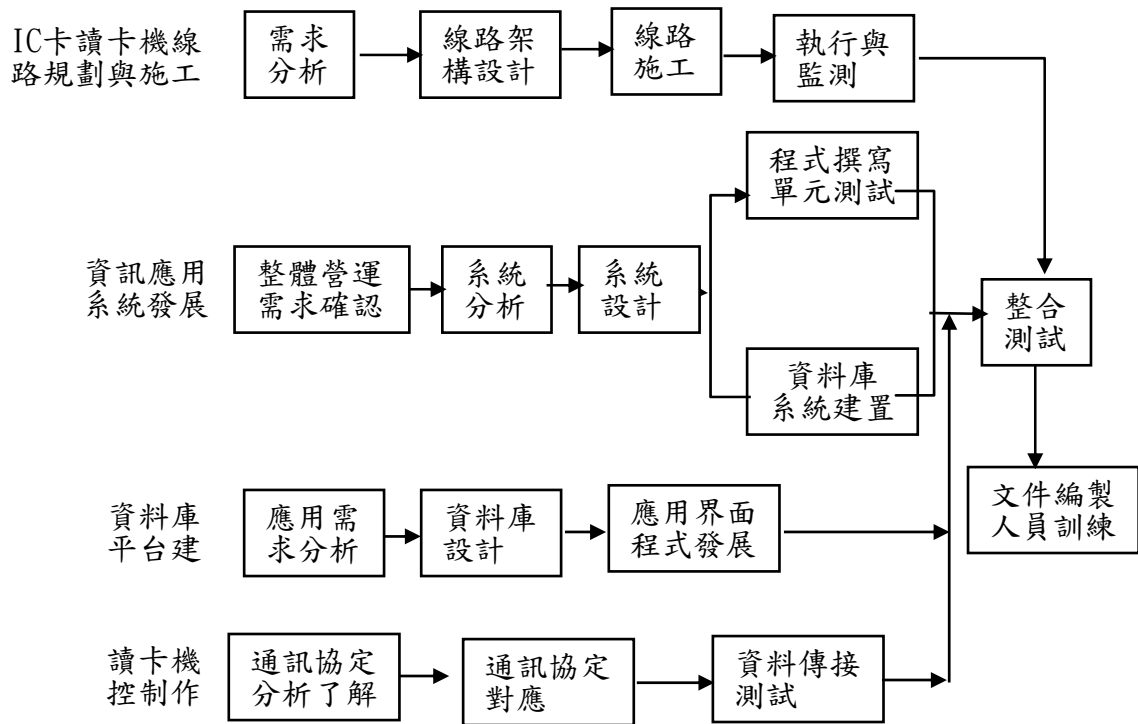 IC卡讀卡機線
路規劃與施工
需求
分析
線路架
構設計
線路
施工
執行與
監測
程式撰寫
單元測試
資訊應用
系統發展
整體營運
需求確認
系統
分析
系統
設計
整合
測試
資料庫
系統建置
資料庫
平台建
應用需
求分析
資料庫
設計
應用界面
程式發展
文件編製
人員訓練
讀卡機
控制作
通訊協定
分析了解
通訊協定
對應
資料傳接
測試